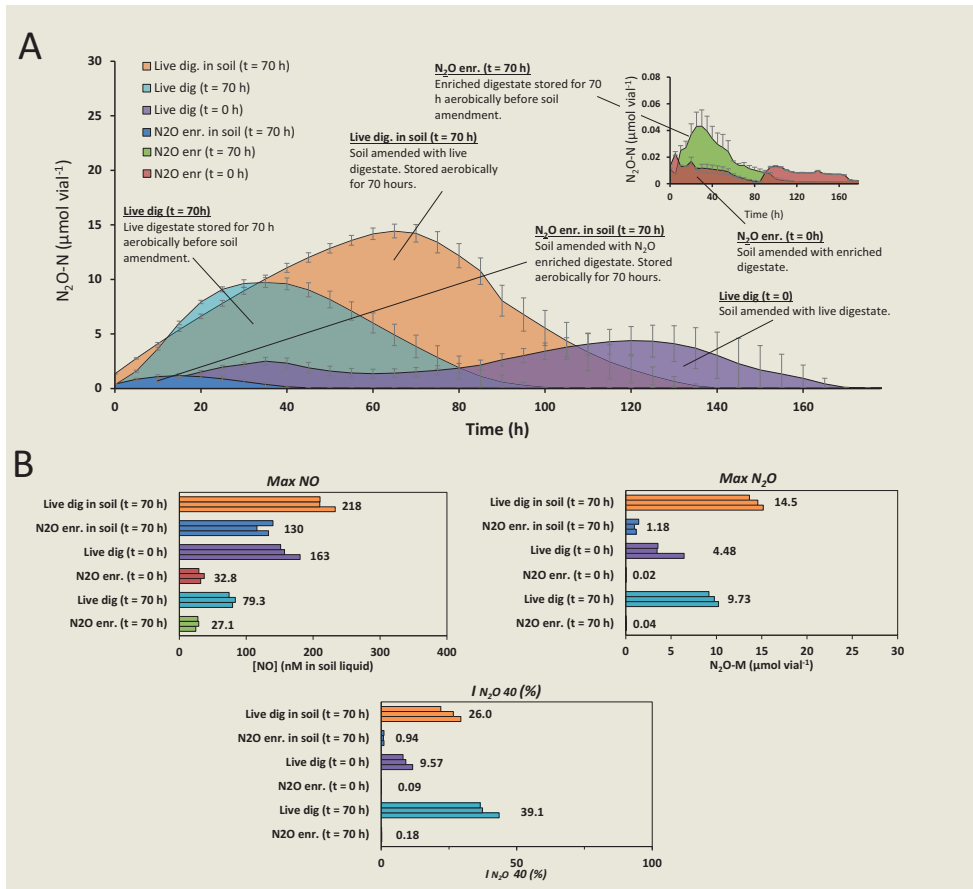 A
N₂O-N (µmol vial⁻¹)
30
25
20
15
10
5
0
0
20
40
60
80
100
120
140
160
Time (h)
Live dig. in soil (t = 70 h)
Live dig (t = 70 h)
Live dig (t = 0 h)
N2O enr. in soil (t = 70 h)
N2O enr (t = 70 h)
N2O enr (t = 0 h)
Live dig (t = 70h)
Live digestate stored for 70 h
aerobically before soil
amendment.
Live dig. in soil (t = 70 h)
Soil amended with live
digestate. Stored aerobically
for 70 hours.
N₂O enr. (t = 70 h)
Enriched digestate stored for 70
h aerobically before soil
amendment.
N₂O enr. in soil (t = 70 h)
Soil amended with N₂O
enriched digestate. Stored
aerobically for 70 hours.
N₂O-N (µmol vial⁻¹)
0.08
0.06
0.04
0.02
0
0
40
80
120
160
Time (h)
N₂O enr. (t = 0h)
Soil amended with enriched
digestate.
Live dig (t = 0)
Soil amended with live digestate.
B
Max NO
Live dig in soil (t = 70 h)
218
N2O enr. in soil (t = 70 h)
130
Live dig (t = 0 h)
163
N2O enr. (t = 0 h)
32.8
Live dig (t = 70 h)
79.3
N2O enr. (t = 70 h)
27.1
0
100
200
300
400
[NO] (nM in soil liquid)
Max N₂O
Live dig in soil (t = 70 h)
14.5
N2O enr. in soil (t = 70 h)
1.18
Live dig (t = 0 h)
4.48
N2O enr. (t = 0 h)
0.02
Live dig (t = 70 h)
9.73
N2O enr. (t = 70 h)
0.04
0
5
10
15
20
25
30
N₂O-M (µmol vial⁻¹)
I N₂O 40 (%)
Live dig in soil (t = 70 h)
26.0
N2O enr. in soil (t = 70 h)
0.94
Live dig (t = 0 h)
9.57
N2O enr. (t = 0 h)
0.09
Live dig (t = 70 h)
39.1
N2O enr. (t = 70 h)
0.18
0
50
100
I N₂O 40 (%)